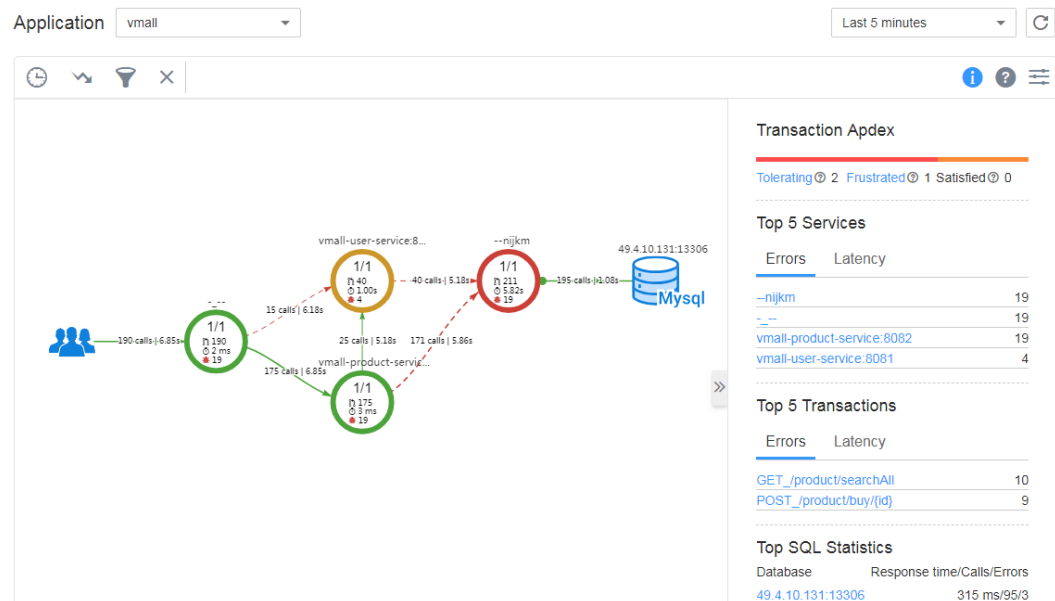 Application vmall Last 5 minutes
Transaction Apdex
Tolerating 2 Frustrated 1 Satisfied 0
Top 5 Services
Errors Latency
--nijkm 19
-_-- 19
vmall-product-service:8082 19
vmall-user-service:8081 4
Top 5 Transactions
Errors Latency
GET_/product/searchAll 10
POST_/product/buy/{id} 9
Top SQL Statistics
Database Response time/Calls/Errors
49.4.10.131:13306 315 ms/95/3
vmall-user-service:8...
1/1
40
1.00s
4
--nijkm
1/1
211
5.82s
19
49.4.10.131:13306
Mysql
40 calls | 5.18s
195 calls | 1.08s
15 calls | 6.18s
-_--
1/1
190
2 ms
19
190 calls | 6.85s
25 calls | 5.18s
171 calls | 5.86s
175 calls | 6.85s
vmall-product-servic...
1/1
175
3 ms
19